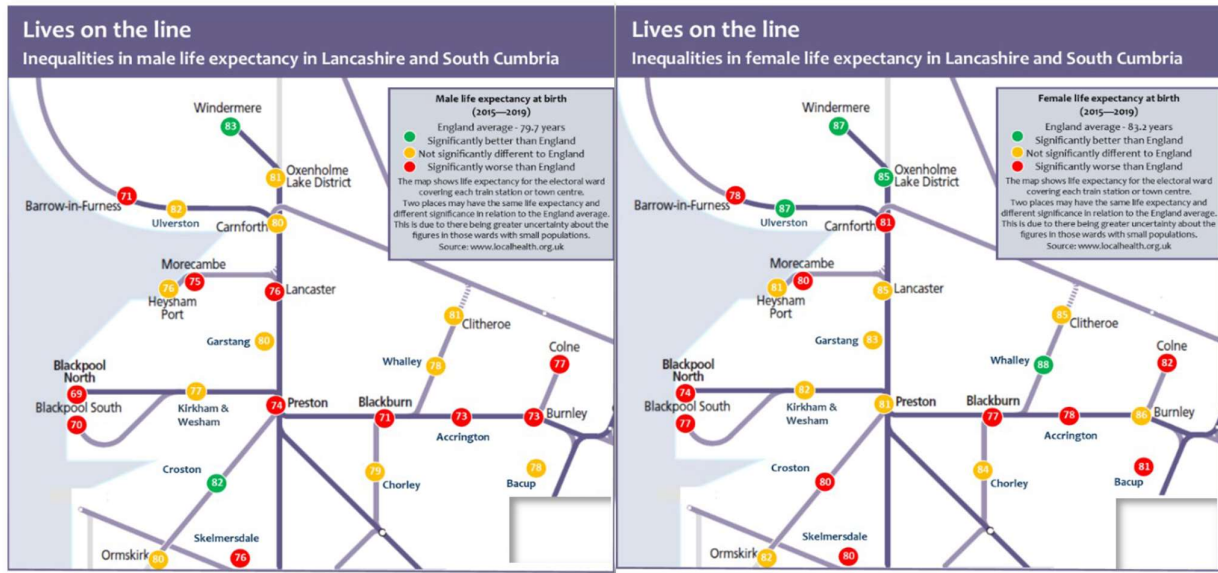 Lives on the line
Inequalities in male life expectancy in Lancashire and South Cumbria
Male life expectancy at birth
(2015—2019)
England average - 79.7 years
Significantly better than England
Not significantly different to England
Significantly worse than England
The map shows life expectancy for the electoral ward
covering each train station or town centre.
Two places may have the same life expectancy and
different significance in relation to the England average.
This is due to there being greater uncertainty about the
figures in those wards with small populations.
Source: www.localhealth.org.uk
Windermere
83
Oxenholme
Lake District
81
71
Barrow-in-Furness
82
Ulverston
Carnforth
80
Morecambe
76
75
Heysham
Port
76
Lancaster
Garstang
80
81
Clitheroe
Whalley
78
Colne
77
Blackpool
North
69
77
Kirkham &
Wesham
Blackpool South
70
74
Preston
Blackburn
71
73
Accrington
73
Burnley
Croston
82
79
Chorley
78
Bacup
Ormskirk
80
Skelmersdale
76
Lives on the line
Inequalities in female life expectancy in Lancashire and South Cumbria
Female life expectancy at birth
(2015—2019)
England average - 83.2 years
Significantly better than England
Not significantly different to England
Significantly worse than England
The map shows life expectancy for the electoral ward
covering each train station or town centre.
Two places may have the same life expectancy and
different significance in relation to the England average.
This is due to there being greater uncertainty about the
figures in those wards with small populations.
Source: www.localhealth.org.uk
Windermere
87
Oxenholme
Lake District
85
78
Barrow-in-Furness
87
Ulverston
Carnforth
81
Morecambe
81
80
Heysham
Port
85
Lancaster
Garstang
83
85
Clitheroe
Whalley
88
Colne
82
Blackpool
North
74
82
Kirkham &
Wesham
Blackpool South
77
81
Preston
Blackburn
77
78
Accrington
86
Burnley
Croston
80
84
Chorley
81
Bacup
Ormskirk
82
Skelmersdale
80